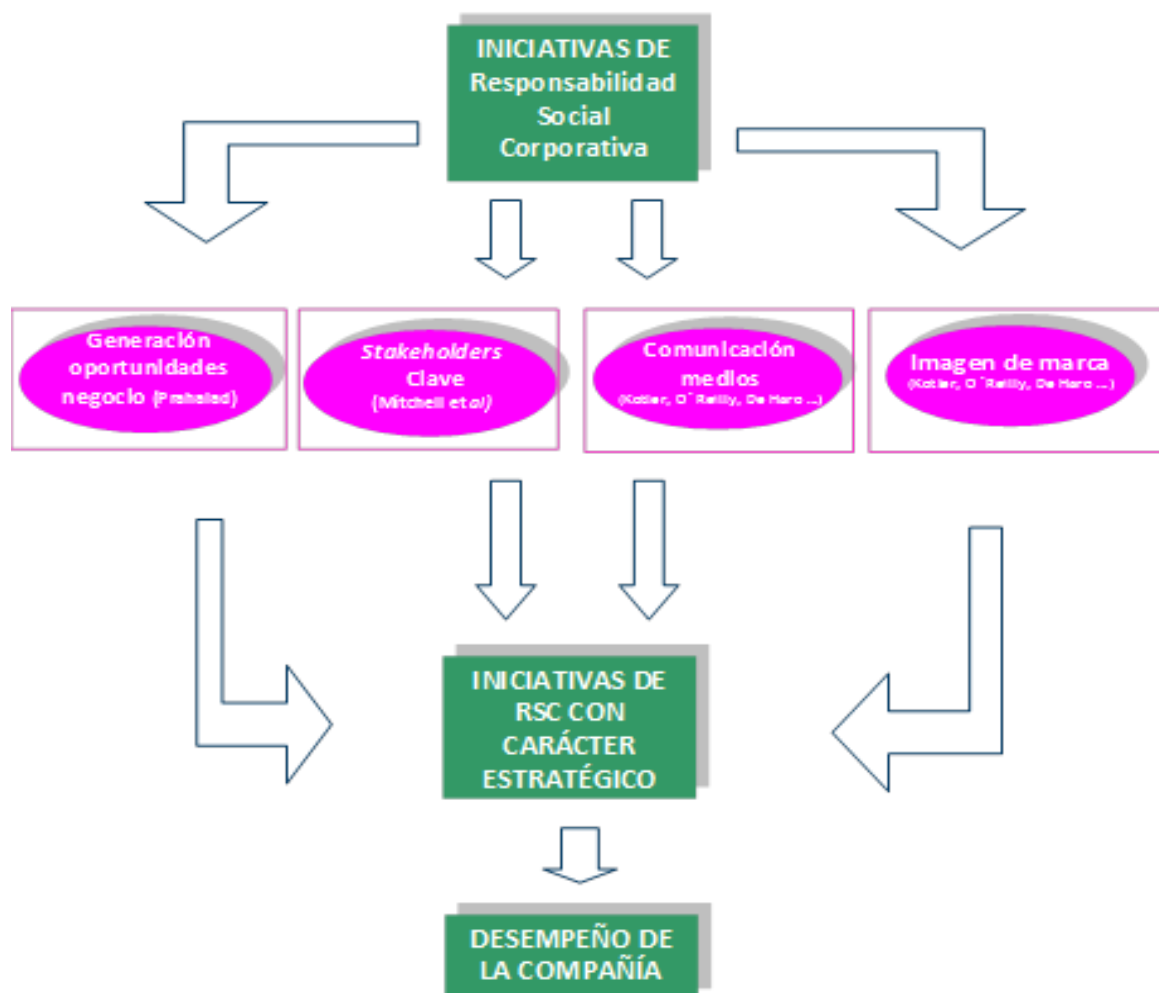 INICIATIVAS DE
Responsabilidad
Social
Corporativa
Generación
oportunidades
negocio (Prahalad)
Stakeholders
Clave
(Mitchell et al)
Comunicación
medios
(Kotler, O`Reilly, De Haro ...)
Imagen de marca
(Kotler, O`Reilly, De Haro ...)
INICIATIVAS DE
RSC CON
CARÁCTER
ESTRATÉGICO
DESEMPEÑO DE
LA COMPAÑÍA